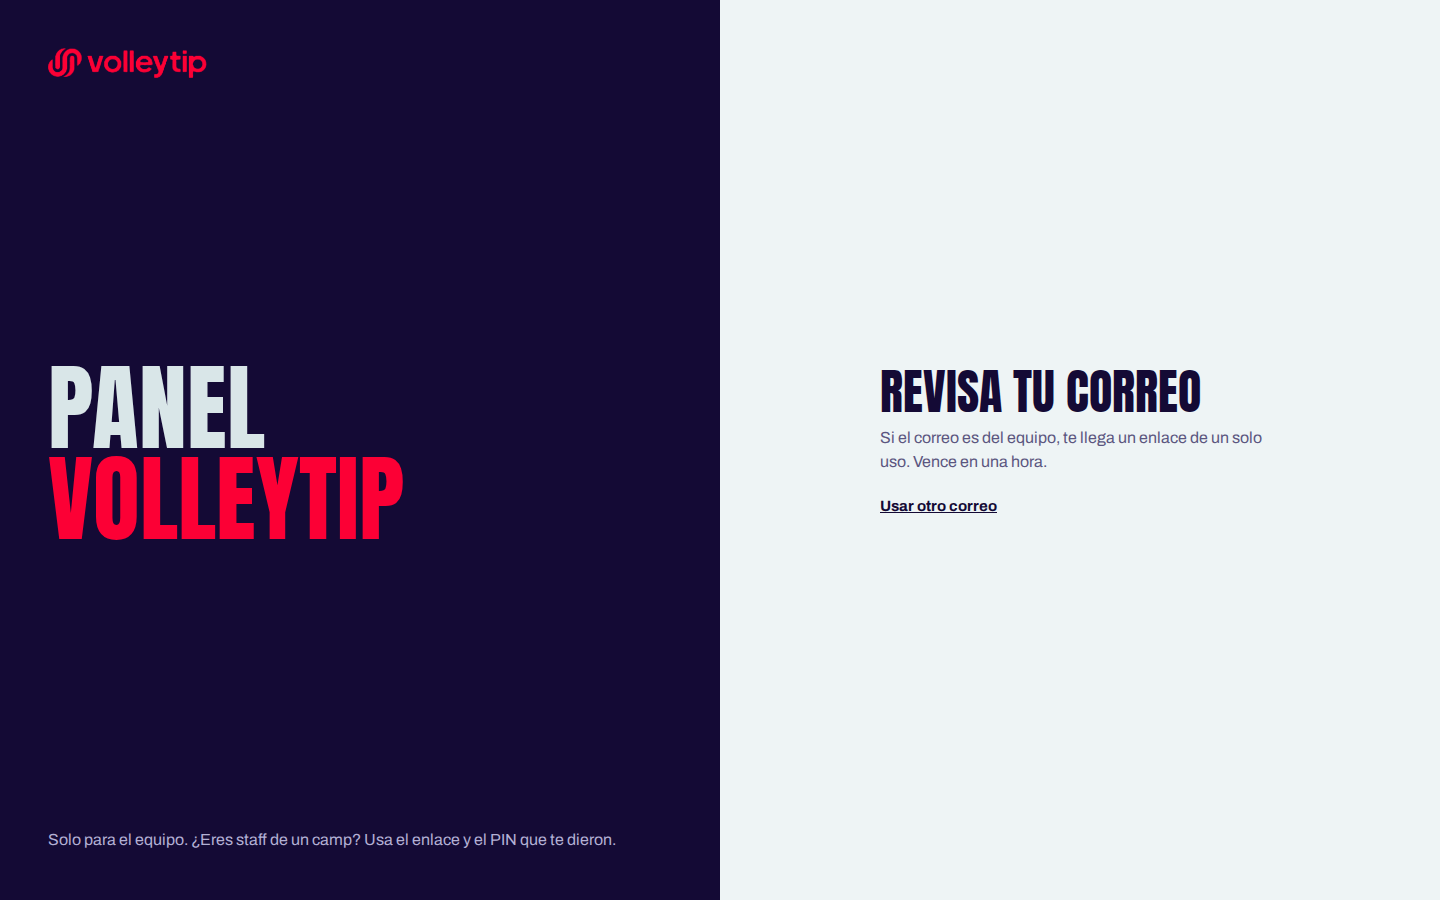 volleytip
PANEL
VOLLEYTIP
Solo para el equipo. ¿Eres staff de un camp? Usa el enlace y el PIN que te dieron.
REVISA TU CORREO
Si el correo es del equipo, te llega un enlace de un solo
uso. Vence en una hora.
Usar otro correo